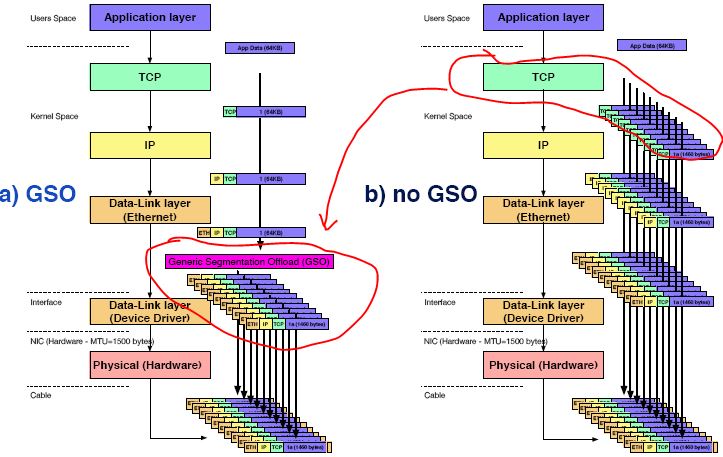 Users Space
Application layer
App Data (64KB)
TCP
TCP 1 (64KB)
Kernel Space
IP
IP TCP 1 (64KB)
a) GSO
Data-Link layer
(Ethernet)
ETH IP TCP 1 (64KB)
Generic Segmentation Offload (GSO)
ETH IP TCP 1a (1460 bytes)
Interface
Data-Link layer
(Device Driver)
NIC (Hardware - MTU=1500 bytes)
Physical (Hardware)
Cable
ETH IP TCP 1a (1460 bytes)
Users Space
Application layer
App Data (64KB)
TCP
TCP 1a (1460 bytes)
Kernel Space
IP
IP TCP 1a (1460 bytes)
b) no GSO
Data-Link layer
(Ethernet)
ETH IP TCP 1a (1460 bytes)
Interface
Data-Link layer
(Device Driver)
NIC (Hardware - MTU=1500 bytes)
Physical (Hardware)
Cable
ETH IP TCP 1a (1460 bytes)